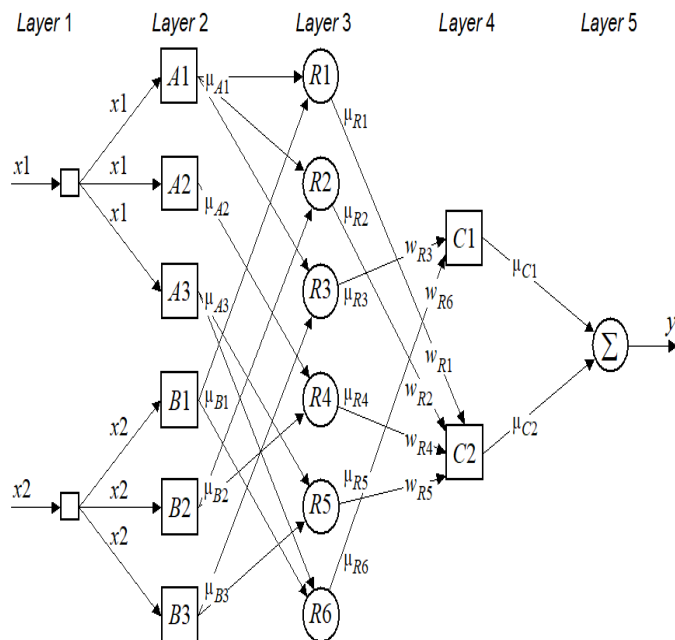 Layer 1 Layer 2 Layer 3 Layer 4 Layer 5
A1 μA1 R1
x1 μR1
x1 x1 A2 μA2 R2 μR2
x1 wR3 C1
A3 μA3 R3 μR3 wR6 μC1
y
Σ
wR1
B1 μB1 R4 μR4 wR2
x2 wR4 C2 μC2
x2 x2 B2 μB2 R5 μR5 wR5
x2
B3 μB3 R6 μR6